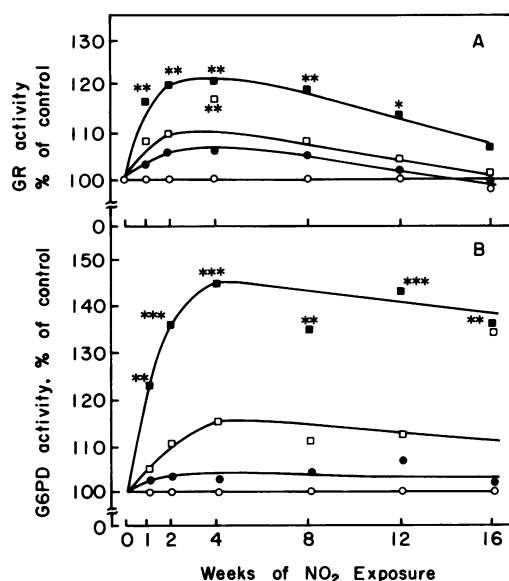 A
GR activity
% of control
130
120
110
100
0
** ** ** ** *
**
B
G6PD activity, % of control
150
140
130
120
110
100
0
*** ***
***
** **
**
0 1 2 4 8 12 16
Weeks of NO₂ Exposure